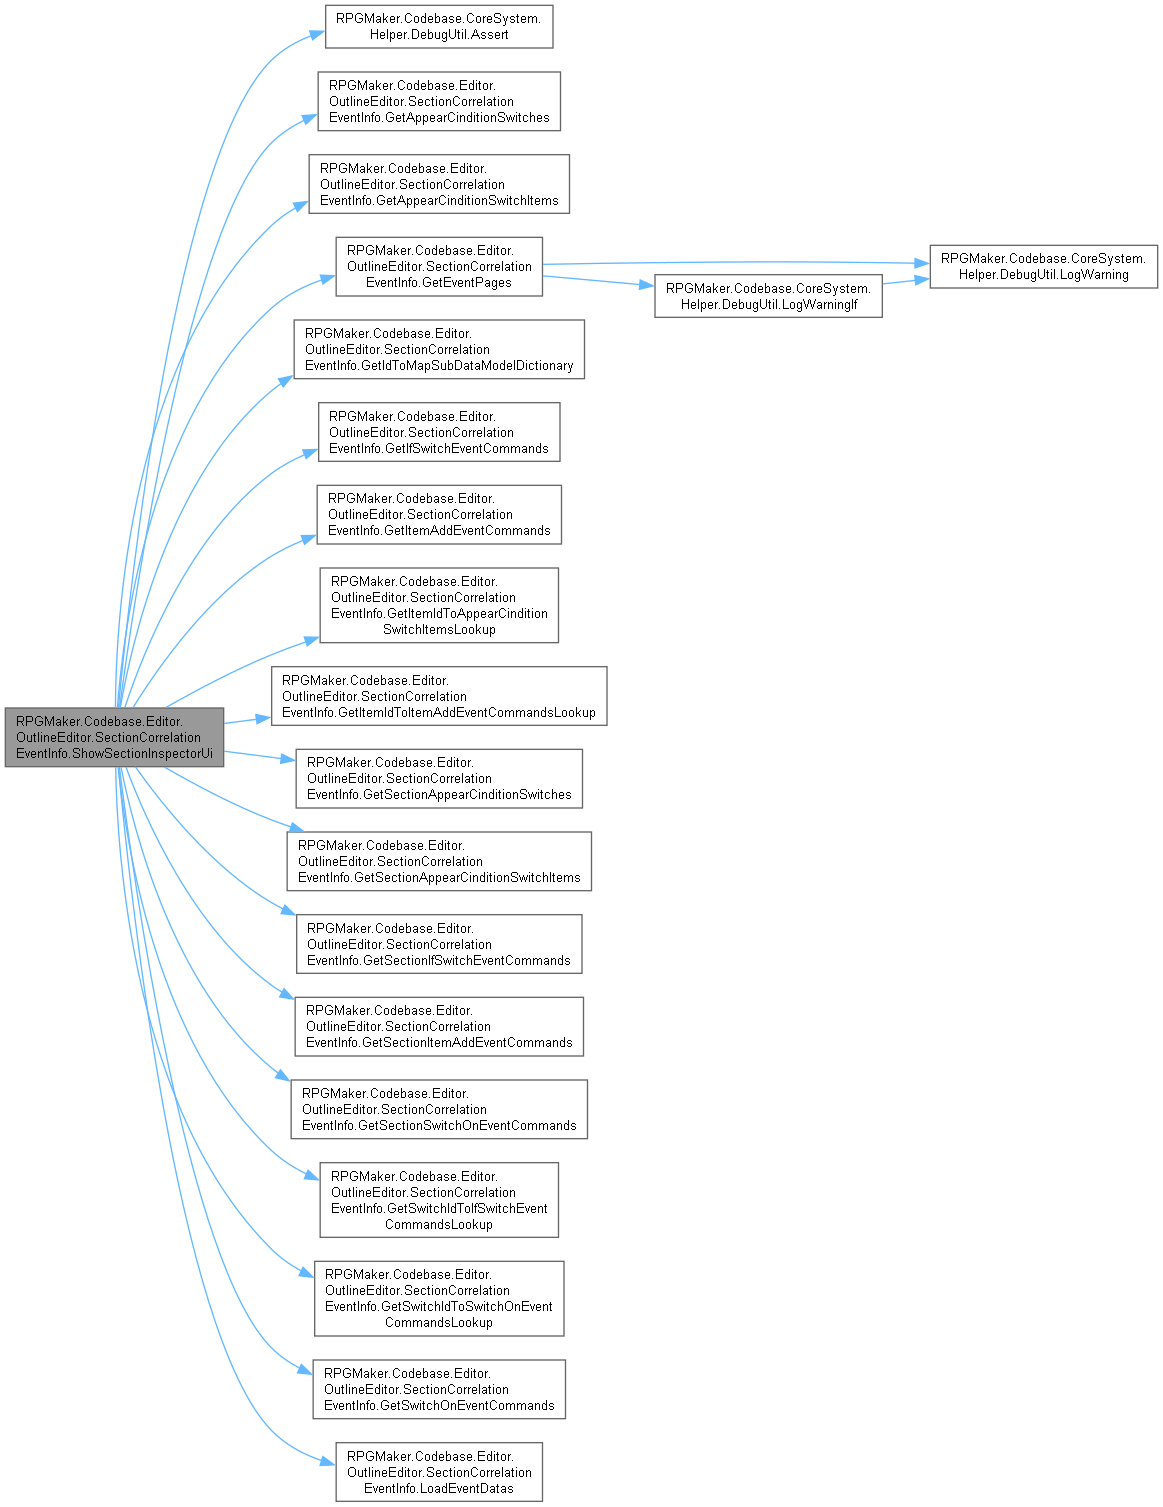 RPGMaker.Codebase.CoreSystem.
Helper.DebugUtil.Assert
RPGMaker.Codebase.Editor.
OutlineEditor.SectionCorrelation
EventInfo.GetAppearCinditionSwitches
RPGMaker.Codebase.Editor.
OutlineEditor.SectionCorrelation
EventInfo.GetAppearCinditionSwitchItems
RPGMaker.Codebase.Editor.
OutlineEditor.SectionCorrelation
EventInfo.GetEventPages
RPGMaker.Codebase.CoreSystem.
Helper.DebugUtil.LogWarning
RPGMaker.Codebase.CoreSystem.
Helper.DebugUtil.LogWarningIf
RPGMaker.Codebase.Editor.
OutlineEditor.SectionCorrelation
EventInfo.GetIdToMapSubDataModelDictionary
RPGMaker.Codebase.Editor.
OutlineEditor.SectionCorrelation
EventInfo.GetIfSwitchEventCommands
RPGMaker.Codebase.Editor.
OutlineEditor.SectionCorrelation
EventInfo.GetItemAddEventCommands
RPGMaker.Codebase.Editor.
OutlineEditor.SectionCorrelation
EventInfo.GetItemIdToAppearCindition
SwitchItemsLookup
RPGMaker.Codebase.Editor.
OutlineEditor.SectionCorrelation
EventInfo.GetItemIdToItemAddEventCommandsLookup
RPGMaker.Codebase.Editor.
OutlineEditor.SectionCorrelation
EventInfo.ShowSectionInspectorUi
RPGMaker.Codebase.Editor.
OutlineEditor.SectionCorrelation
EventInfo.GetSectionAppearCinditionSwitches
RPGMaker.Codebase.Editor.
OutlineEditor.SectionCorrelation
EventInfo.GetSectionAppearCinditionSwitchItems
RPGMaker.Codebase.Editor.
OutlineEditor.SectionCorrelation
EventInfo.GetSectionIfSwitchEventCommands
RPGMaker.Codebase.Editor.
OutlineEditor.SectionCorrelation
EventInfo.GetSectionItemAddEventCommands
RPGMaker.Codebase.Editor.
OutlineEditor.SectionCorrelation
EventInfo.GetSectionSwitchOnEventCommands
RPGMaker.Codebase.Editor.
OutlineEditor.SectionCorrelation
EventInfo.GetSwitchIdToIfSwitchEvent
CommandsLookup
RPGMaker.Codebase.Editor.
OutlineEditor.SectionCorrelation
EventInfo.GetSwitchIdToSwitchOnEvent
CommandsLookup
RPGMaker.Codebase.Editor.
OutlineEditor.SectionCorrelation
EventInfo.GetSwitchOnEventCommands
RPGMaker.Codebase.Editor.
OutlineEditor.SectionCorrelation
EventInfo.LoadEventDatas